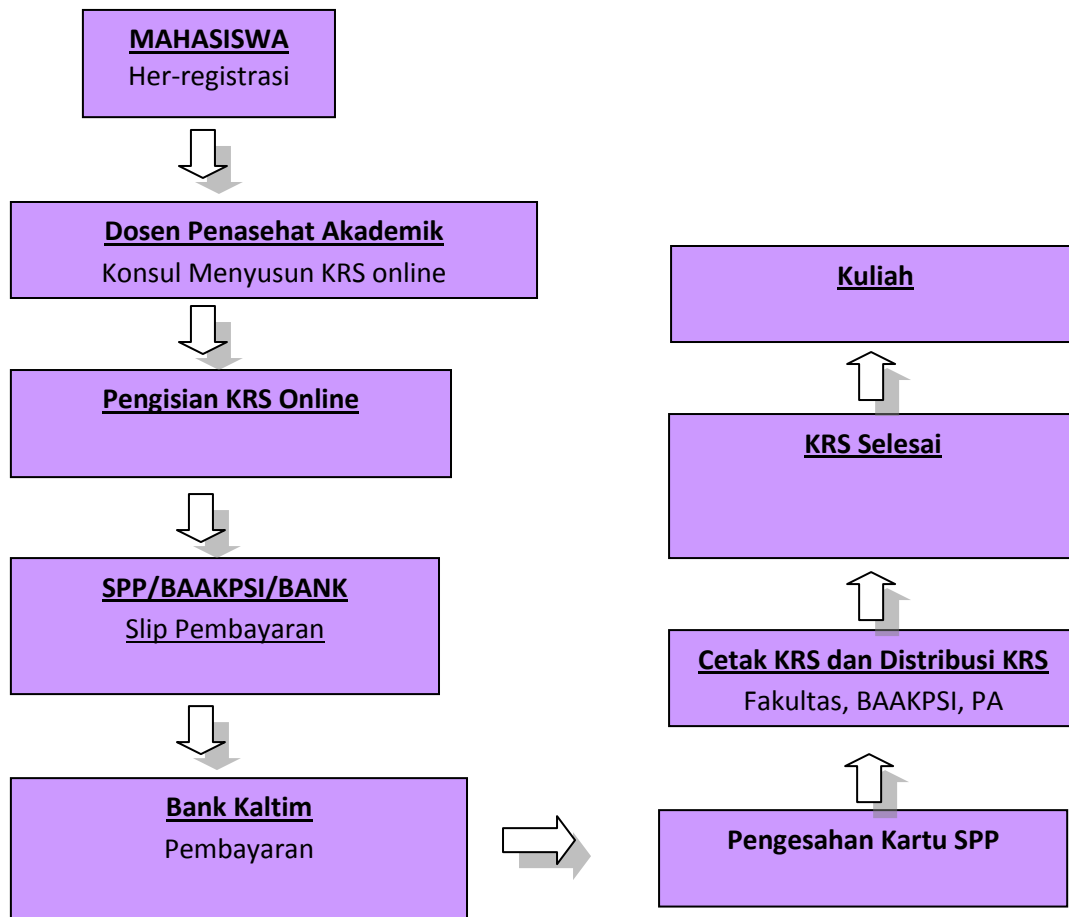 MAHASISWA
Her-registrasi
Dosen Penasehat Akademik
Konsul Menyusun KRS online
Pengisian KRS Online
SPP/BAAKPSI/BANK
Slip Pembayaran
Bank Kaltim
Pembayaran
Pengesahan Kartu SPP
Cetak KRS dan Distribusi KRS
Fakultas, BAAKPSI, PA
KRS Selesai
Kuliah